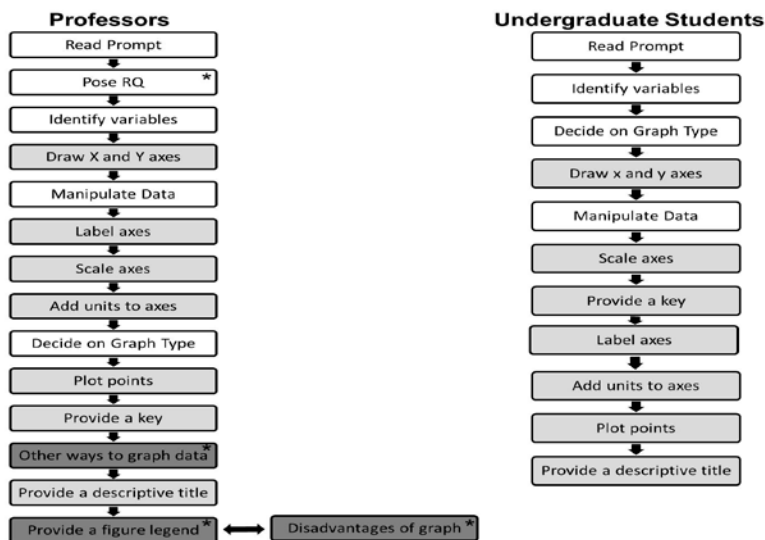 Professors
Read Prompt
Pose RQ *
Identify variables
Draw X and Y axes
Manipulate Data
Label axes
Scale axes
Add units to axes
Decide on Graph Type
Plot points
Provide a key
Other ways to graph data*
Provide a descriptive title
Provide a figure legend *
Disadvantages of graph *
Undergraduate Students
Read Prompt
Identify variables
Decide on Graph Type
Draw x and y axes
Manipulate Data
Scale axes
Provide a key
Label axes
Add units to axes
Plot points
Provide a descriptive title